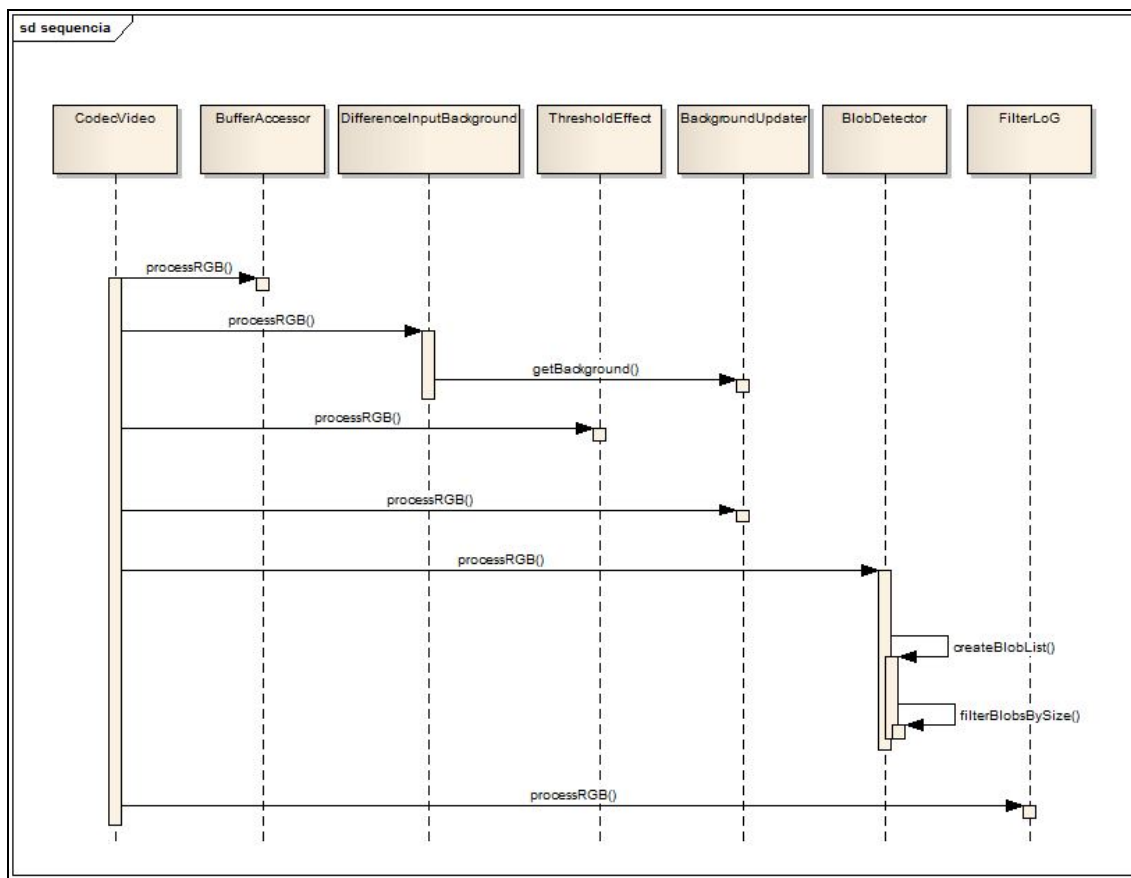 sd sequencia
CodecVideo
BufferAccessor
DifferenceInputBackground
ThresholdEffect
BackgroundUpdater
BlobDetector
FilterLoG
processRGB()
processRGB()
getBackground()
processRGB()
processRGB()
processRGB()
createBlobList()
filterBlobsBySize()
processRGB()